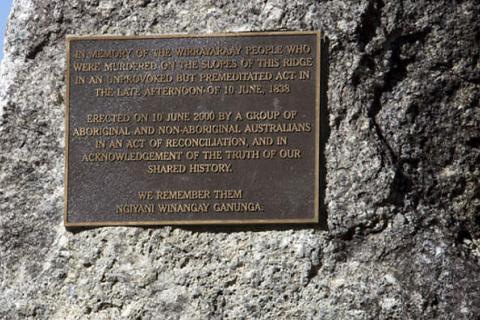 IN MEMORY OF THE WIRRAYARAAY PEOPLE WHO
WERE MURDERED ON THE SLOPES OF THIS RIDGE
IN AN UNPROVOKED BUT PREMEDITATED ACT IN
THE LATE AFTERNOON OF 10 JUNE, 1838
ERECTED ON 10 JUNE 2000 BY A GROUP OF
ABORIGINAL AND NON-ABORIGINAL AUSTRALIANS
IN AN ACT OF RECONCILIATION, AND IN
ACKNOWLEDGEMENT OF THE TRUTH OF OUR
SHARED HISTORY.
WE REMEMBER THEM
NGIYANI WINANGAY GANUNGA.